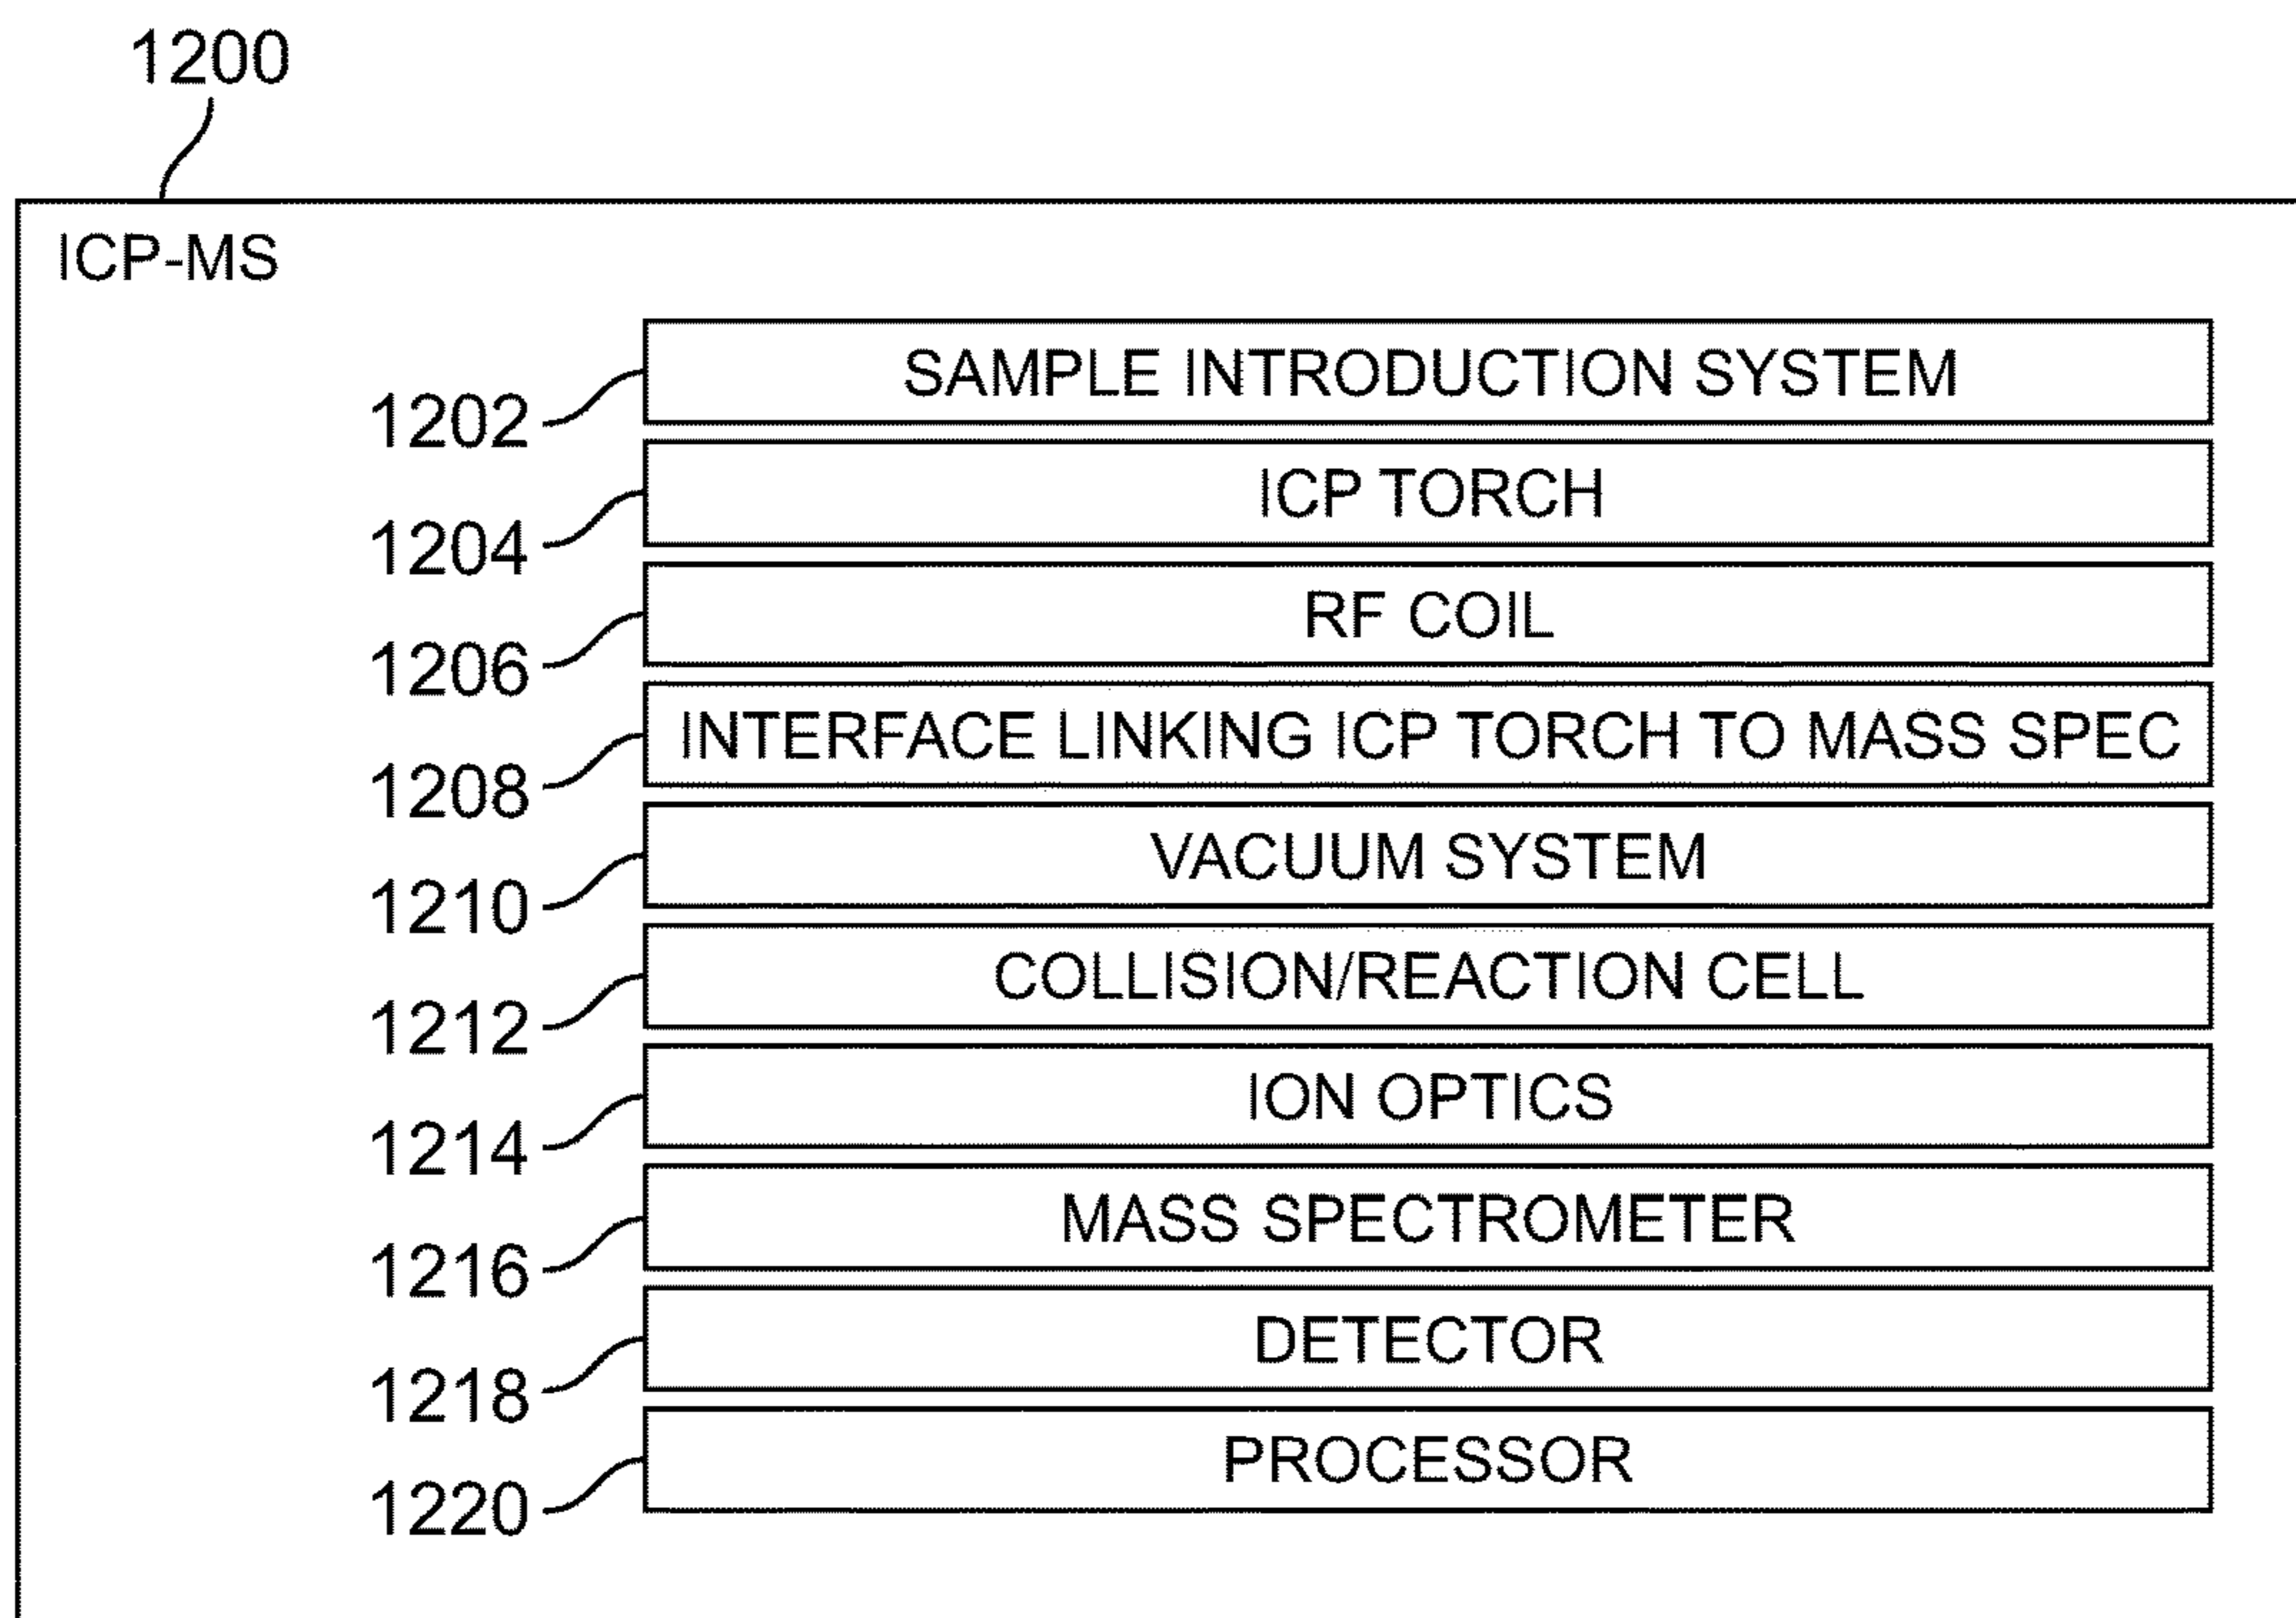 1200
ICP-MS
SAMPLE INTRODUCTION SYSTEM
1202
ICP TORCH
1204
RF COIL
1206
INTERFACE LINKING ICP TORCH TO MASS SPEC
1208
VACUUM SYSTEM
1210
COLLISION/REACTION CELL
1212
ION OPTICS
1214
MASS SPECTROMETER
1216
DETECTOR
1218
PROCESSOR
1220